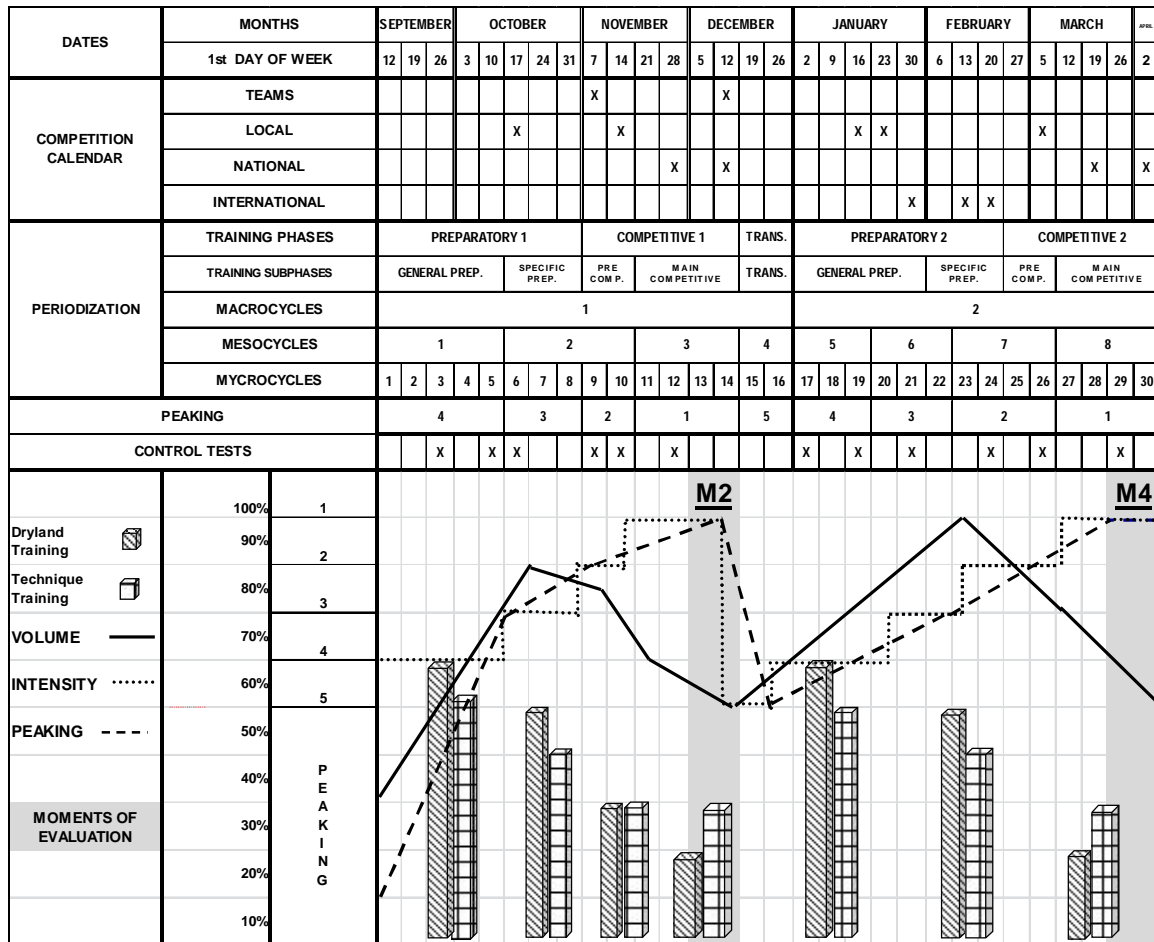 DATES
MONTHS SEPTEMBER OCTOBER NOVEMBER DECEMBER JANUARY FEBRUARY MARCH APRIL
1st DAY OF WEEK 12 19 26 3 10 17 24 31 7 14 21 28 5 12 19 26 2 9 16 23 30 6 13 20 27 5 12 19 26 2
COMPETITION CALENDAR
TEAMS X X
LOCAL X X X X X
NATIONAL X X X X
INTERNATIONAL X X X
PERIODIZATION
TRAINING PHASES PREPARATORY 1 COMPETITIVE 1 TRANS. PREPARATORY 2 COMPETITIVE 2
TRAINING SUBPHASES GENERAL PREP. SPECIFIC PREP. PRE COMP. MAIN COMPETITIVE TRANS. GENERAL PREP. SPECIFIC PREP. PRE COMP. MAIN COMPETITIVE
MACROCYCLES 1 2
MESOCYCLES 1 2 3 4 5 6 7 8
MYCROCYCLES 1 2 3 4 5 6 7 8 9 10 11 12 13 14 15 16 17 18 19 20 21 22 23 24 25 26 27 28 29 30
PEAKING 4 3 2 1 5 4 3 2 1
CONTROL TESTS X X X X X X X X X X X X
M2 M4
100% 1
Dryland Training
90%
2
Technique Training
80%
3
VOLUME
70%
4
INTENSITY
60%
5
PEAKING
50%
40%
MOMENTS OF EVALUATION
30%
20%
10%
PEAKING